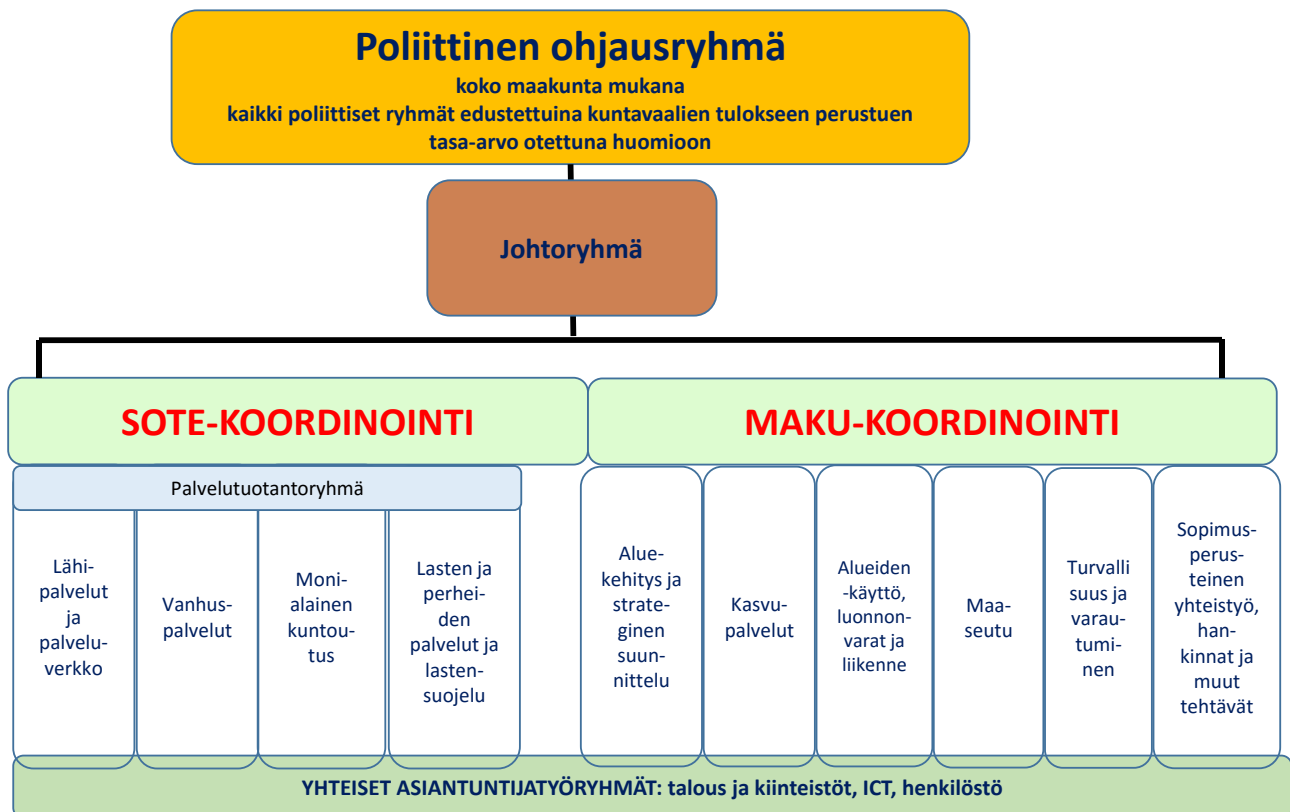 Poliittinen ohjausryhmä
koko maakunta mukana
kaikki poliittiset ryhmät edustettuina kuntavaalien tulokseen perustuen
tasa-arvo otettuna huomioon
Johtoryhmä
SOTE-KOORDINOINTI
MAKU-KOORDINOINTI
Palvelutuotantoryhmä
Lähi-
palvelut
ja
palvelu-
verkko
Vanhus-
palvelut
Moni-
alainen
kuntou-
tus
Lasten ja
perhei-
den
palvelut ja
lasten-
suojelu
Alue-
kehitys ja
strate-
ginen
suun-
nittelu
Kasvu-
palvelut
Alueiden
-käyttö,
luonnon-
varat ja
liikenne
Maa-
seutu
Turvalli
suus ja
varau-
tumi-
nen
Sopimus-
perus-
teinen
yhteistyö,
han-
kinnat ja
muut
tehtävät
YHTEISET ASIANTUNTIJATYÖRYHMÄT: talous ja kiinteistöt, ICT, henkilöstö